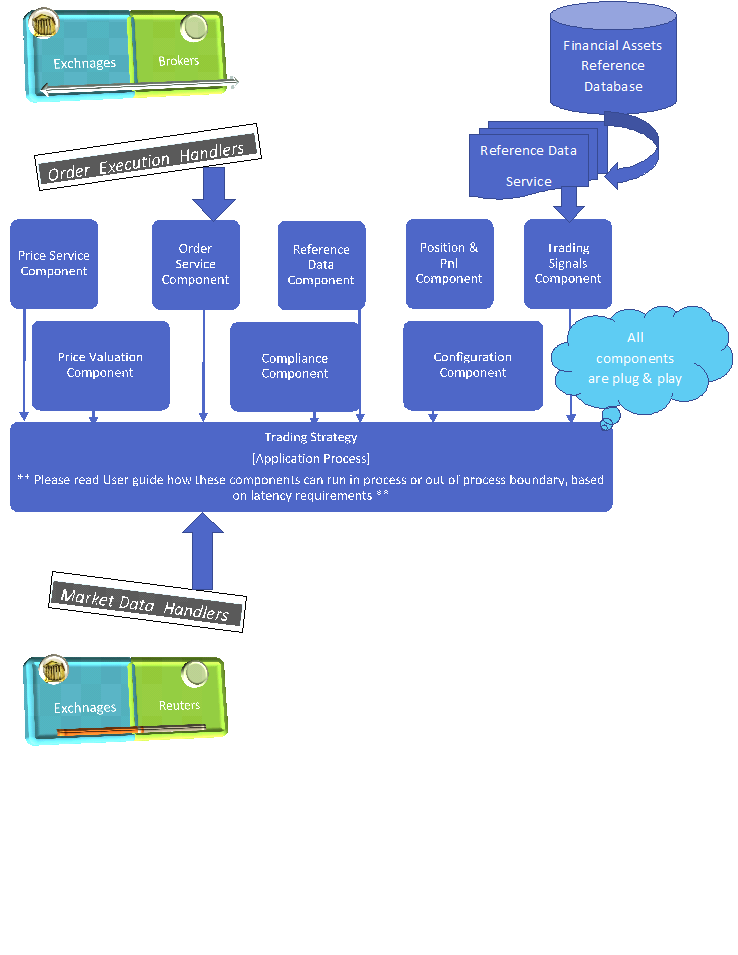 Exchnages
Brokers
Financial Assets
Reference
Database
Order Execution Handlers
Reference Data
Service
Price Service
Component
Order
Service
Component
Reference
Data
Component
Position &
Pnl
Component
Trading
Signals
Component
Price Valuation
Component
Compliance
Component
Configuration
Component
All
components
are plug & play
Trading Strategy
[Application Process]
** Please read User guide how these components can run in process or out of process boundary, based
on latency requirements **
Market Data Handlers
Exchnages
Reuters